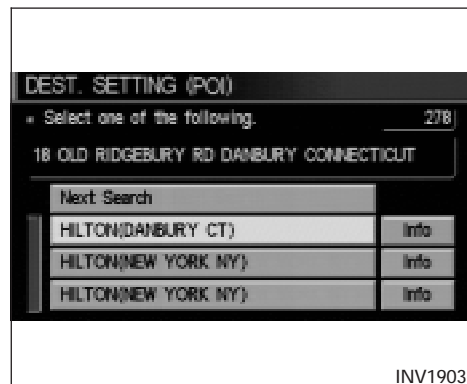 DEST. SETTING (POI)
Select one of the following. 278
18 OLD RIDGEBURY RD DANBURY CONNECTICUT
Next Search
HILTON(DANBURY CT) Info
HILTON(NEW YORK NY) Info
HILTON(NEW YORK NY) Info
INV1903